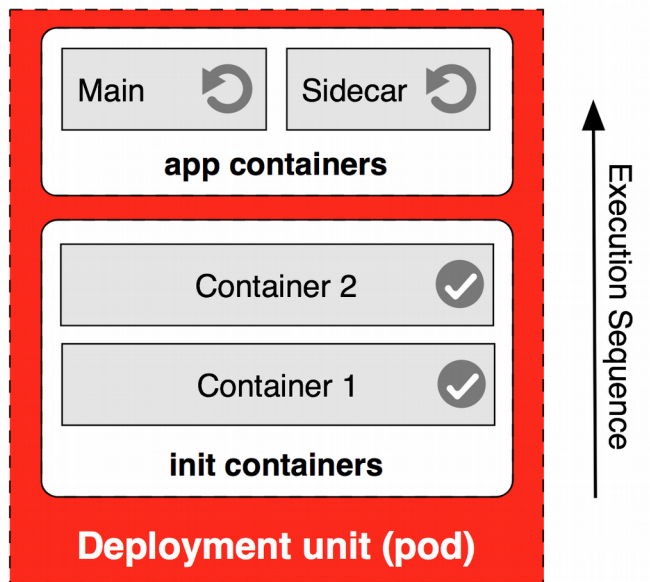 Main
Sidecar
app containers
Container 2
Container 1
init containers
Deployment unit (pod)
Execution Sequence